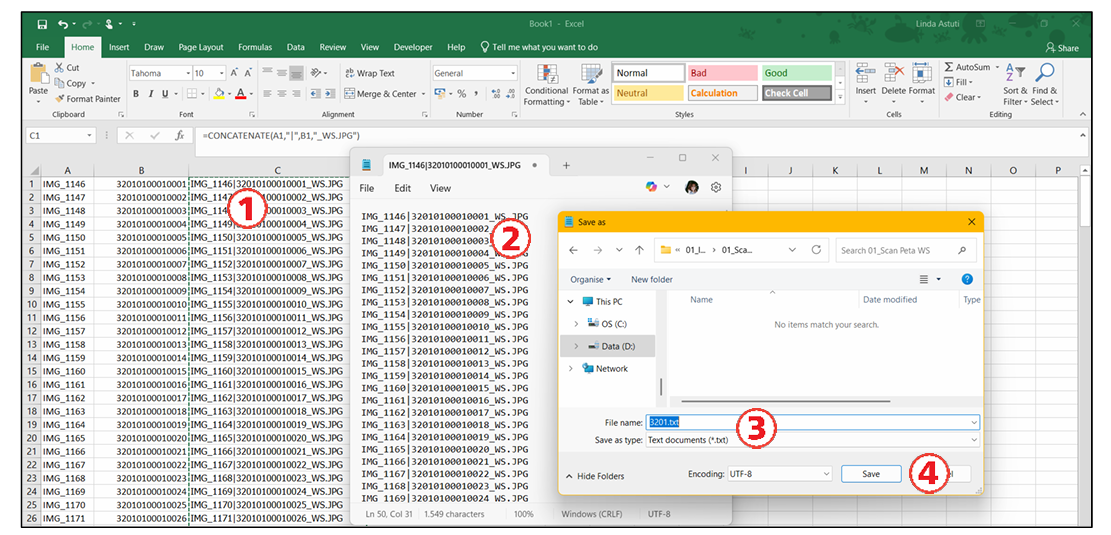 Book1 - Excel
Linda Astuti
File Home Insert Draw Page Layout Formulas Data Review View Developer Help Tell me what you want to do
Share
Paste
Cut
Copy
Format Painter
Clipboard
Tahoma 10
B I U
Font
Wrap Text
Merge & Center
Alignment
General
Number
Conditional Formatting
Format as Table
Normal Bad Good
Neutral Calculation Check Cell
Styles
Insert Delete Format
Cells
AutoSum
Fill
Clear
Sort & Filter
Find & Select
Editing
C1 fx =CONCATENATE(A1,"|",B1,"_WS.JPG")
A B C I J K L M N O P
1 IMG_1146 32010100010001 IMG_1146|32010100010001_WS.JPG
2 IMG_1147 32010100010002 IMG_1147 0010002_WS.JPG
3 IMG_1148 32010100010003 IMG_114 0010003_WS.JPG
4 IMG_1149 32010100010004 IMG_1149 0010004_WS.JPG
5 IMG_1150 32010100010005 IMG_1150|32010100010005_WS.JPG
6 IMG_1151 32010100010006 IMG_1151|32010100010006_WS.JPG
7 IMG_1152 32010100010007 IMG_1152|32010100010007_WS.JPG
8 IMG_1153 32010100010008 IMG_1153|32010100010008_WS.JPG
9 IMG_1154 32010100010009 IMG_1154|32010100010009_WS.JPG
10 IMG_1155 32010100010010 IMG_1155|32010100010010_WS.JPG
11 IMG_1156 32010100010011 IMG_1156|32010100010011_WS.JPG
12 IMG_1157 32010100010012 IMG_1157|32010100010012_WS.JPG
13 IMG_1158 32010100010013 IMG_1158|32010100010013_WS.JPG
14 IMG_1159 32010100010014 IMG_1159|32010100010014_WS.JPG
15 IMG_1160 32010100010015 IMG_1160|32010100010015_WS.JPG
16 IMG_1161 32010100010016 IMG_1161|32010100010016_WS.JPG
17 IMG_1162 32010100010017 IMG_1162|32010100010017_WS.JPG
18 IMG_1163 32010100010018 IMG_1163|32010100010018_WS.JPG
19 IMG_1164 32010100010019 IMG_1164|32010100010019_WS.JPG
20 IMG_1165 32010100010020 IMG_1165|32010100010020_WS.JPG
21 IMG_1166 32010100010021 IMG_1166|32010100010021_WS.JPG
22 IMG_1167 32010100010022 IMG_1167|32010100010022_WS.JPG
23 IMG_1168 32010100010023 IMG_1168|32010100010023_WS.JPG
24 IMG_1169 32010100010024 IMG_1169|32010100010024_WS.JPG
25 IMG_1170 32010100010025 IMG_1170|32010100010025_WS.JPG
26 IMG_1171 32010100010026 IMG_1171|32010100010026_WS.JPG
1
IMG_1146|32010100010001_WS.JPG
File Edit View
IMG_1146|32010100010001_WS.JPG
IMG_1147|32010100010002
IMG_1148|32010100010003
IMG_1149|32010100010004
IMG_1150|32010100010005_WS.JPG
IMG_1151|32010100010006_WS.JPG
IMG_1152|32010100010007_WS.JPG
IMG_1153|32010100010008_WS.JPG
IMG_1154|32010100010009_WS.JPG
IMG_1155|32010100010010_WS.JPG
IMG_1156|32010100010011_WS.JPG
IMG_1157|32010100010012_WS.JPG
IMG_1158|32010100010013_WS.JPG
IMG_1159|32010100010014_WS.JPG
IMG_1160|32010100010015_WS.JPG
IMG_1161|32010100010016_WS.JPG
IMG_1162|32010100010017_WS.JPG
IMG_1163|32010100010018_WS.JPG
IMG_1164|32010100010019_WS.JPG
IMG_1165|32010100010020_WS.JPG
IMG_1166|32010100010021_WS.JPG
IMG_1167|32010100010022_WS.JPG
IMG_1168|32010100010023_WS.JPG
IMG_1169|32010100010024_WS.JPG
Ln 50, Col 31 1.549 characters 100% Windows (CRLF) UTF-8
2
Save as
« 01_I... › 01_Sca...
Search 01_Scan Peta WS
Organise New folder
This PC
OS (C:)
Data (D:)
Network
Name Date modified Type
No items match your search.
File name: 3201.txt
Save as type: Text documents (*.txt)
3
Hide Folders
Encoding: UTF-8
Save
4